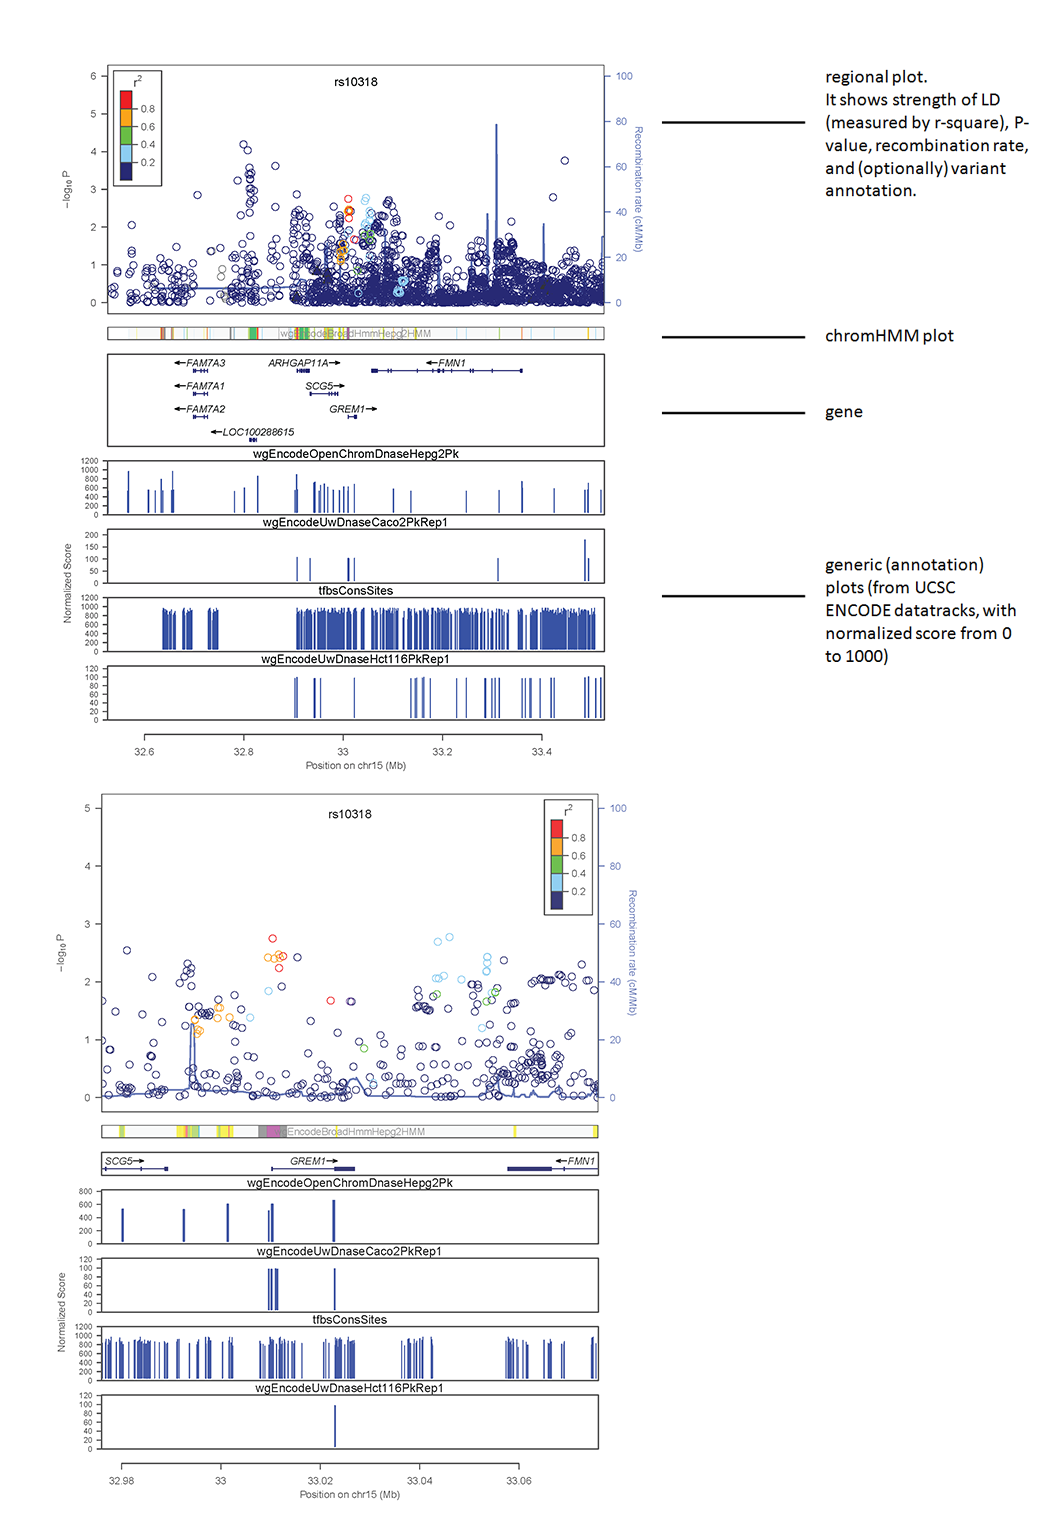 rs10318
r2
0.8
0.6
0.4
0.2
6
5
4
3
2
1
0
−log10 P
100
80
60
40
20
0
Recombination rate (cM/Mb)
regional plot.
It shows strength of LD
(measured by r-square), P-
value, recombination rate,
and (optionally) variant
annotation.
wgEncodeBroadHmmHepg2HMM
chromHMM plot
←FAM7A3
ARHGAP11A→
←FMN1
←FAM7A1
SCG5→
←FAM7A2
GREM1→
←LOC100288615
gene
wgEncodeOpenChromDnaseHepg2Pk
1200
1000
800
600
400
200
0
wgEncodeUwDnaseCaco2PkRep1
200
150
100
50
0
tfbsConsSites
1200
1000
800
600
400
200
0
wgEncodeUwDnaseHct116PkRep1
120
100
80
60
40
20
0
Normalized Score
generic (annotation)
plots (from UCSC
ENCODE datatracks, with
normalized score from 0
to 1000)
32.6
32.8
33
33.2
33.4
Position on chr15 (Mb)
rs10318
r2
0.8
0.6
0.4
0.2
5
4
3
2
1
0
−log10 P
100
80
60
40
20
0
Recombination rate (cM/Mb)
gEncodeBroadHmmHepg2HMM
SCG5→
GREM1→
←FMN1
wgEncodeOpenChromDnaseHepg2Pk
800
600
400
200
0
wgEncodeUwDnaseCaco2PkRep1
120
100
80
60
40
20
0
tfbsConsSites
1200
1000
800
600
400
200
0
wgEncodeUwDnaseHct116PkRep1
120
100
80
60
40
20
0
Normalized Score
32.98
33
33.02
33.04
33.06
Position on chr15 (Mb)